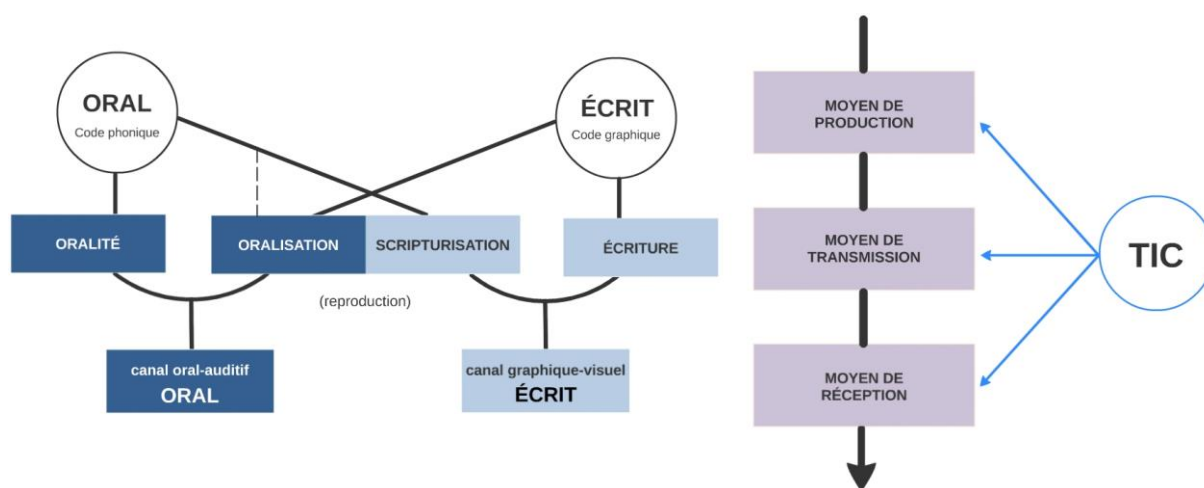 ORAL
Code phonique
ÉCRIT
Code graphique
ORALITÉ
ORALISATION
SCRIPTURISATION
ÉCRITURE
(reproduction)
canal oral-auditif
ORAL
canal graphique-visuel
ÉCRIT
MOYEN DE
PRODUCTION
MOYEN DE
TRANSMISSION
MOYEN DE
RÉCEPTION
TIC